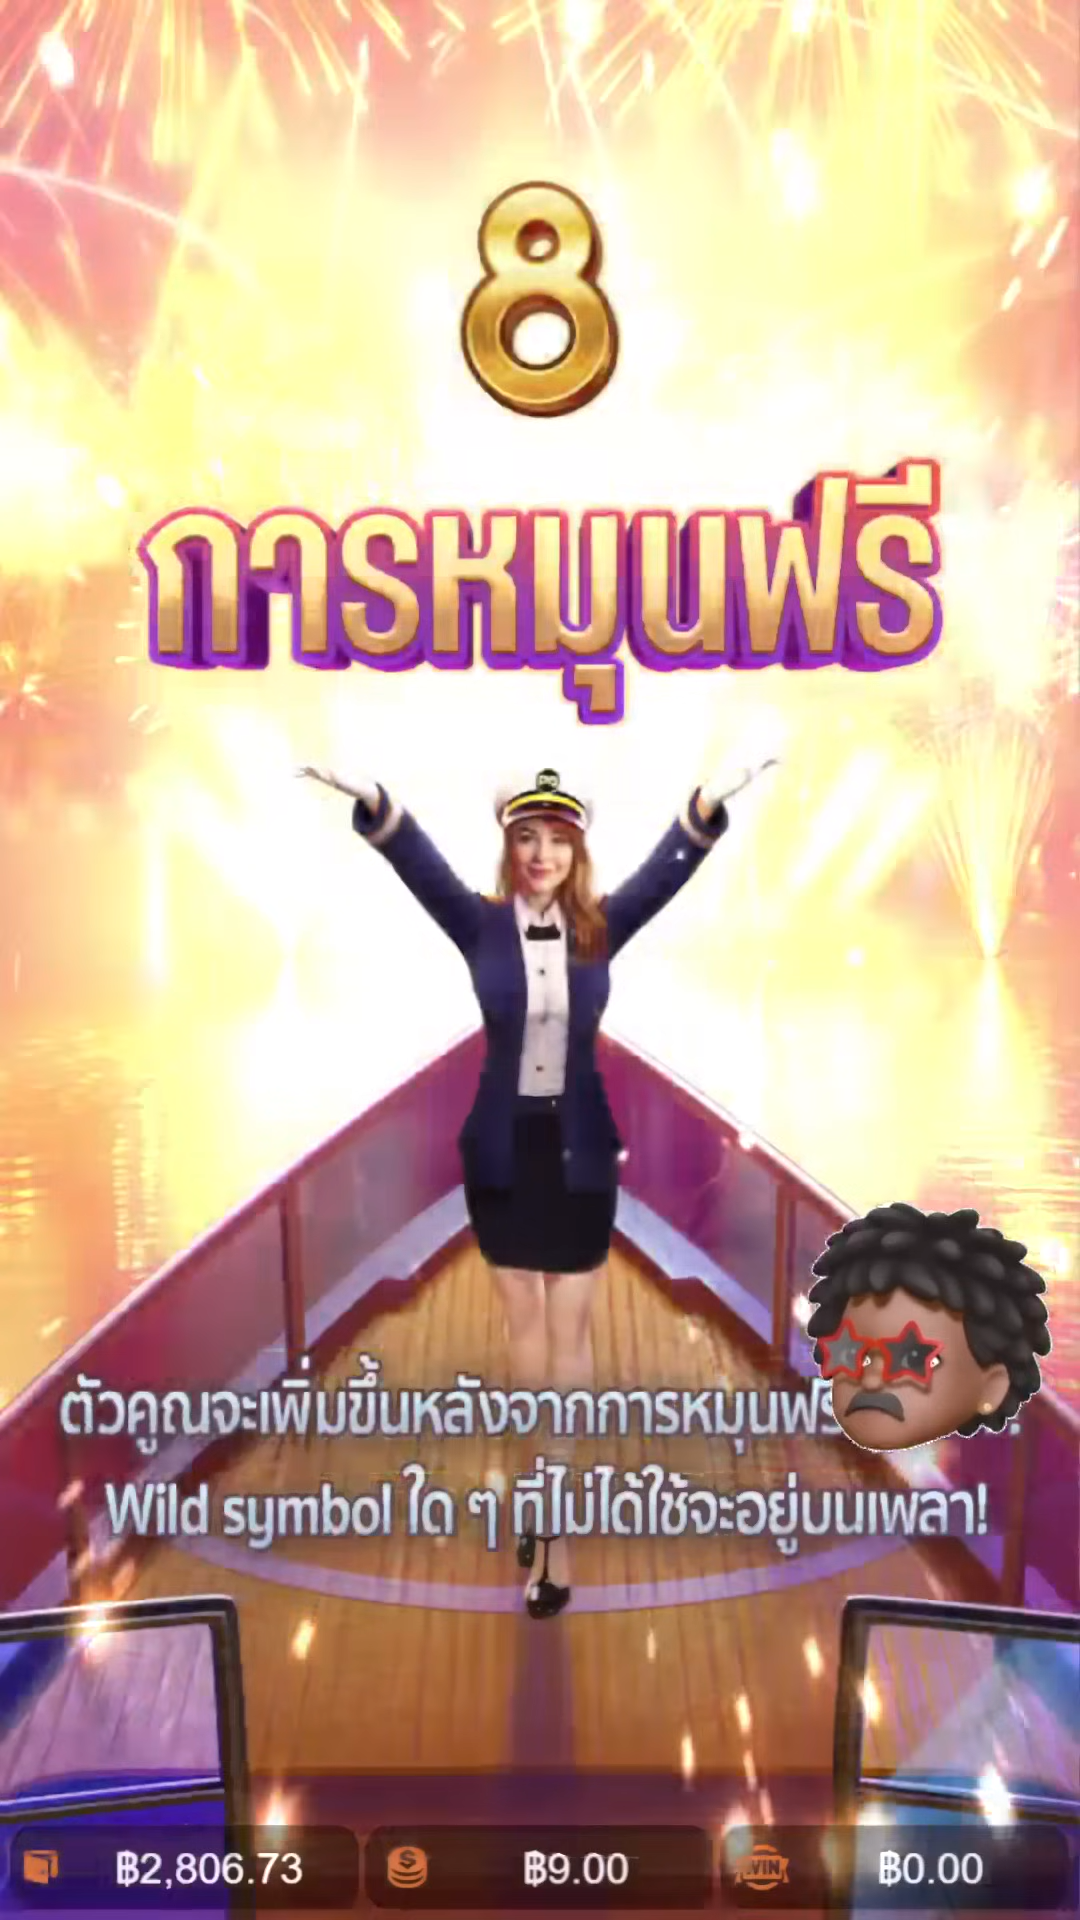 8
การหมุนฟรี
PG
ตัวคูณจะเพิ่มขึ้นหลังจากการหมุนฟรี
Wild symbol ใด ๆ ที่ไม่ได้ใช้จะอยู่บนเพลา!
฿2,806.73 ฿9.00 WIN ฿0.00